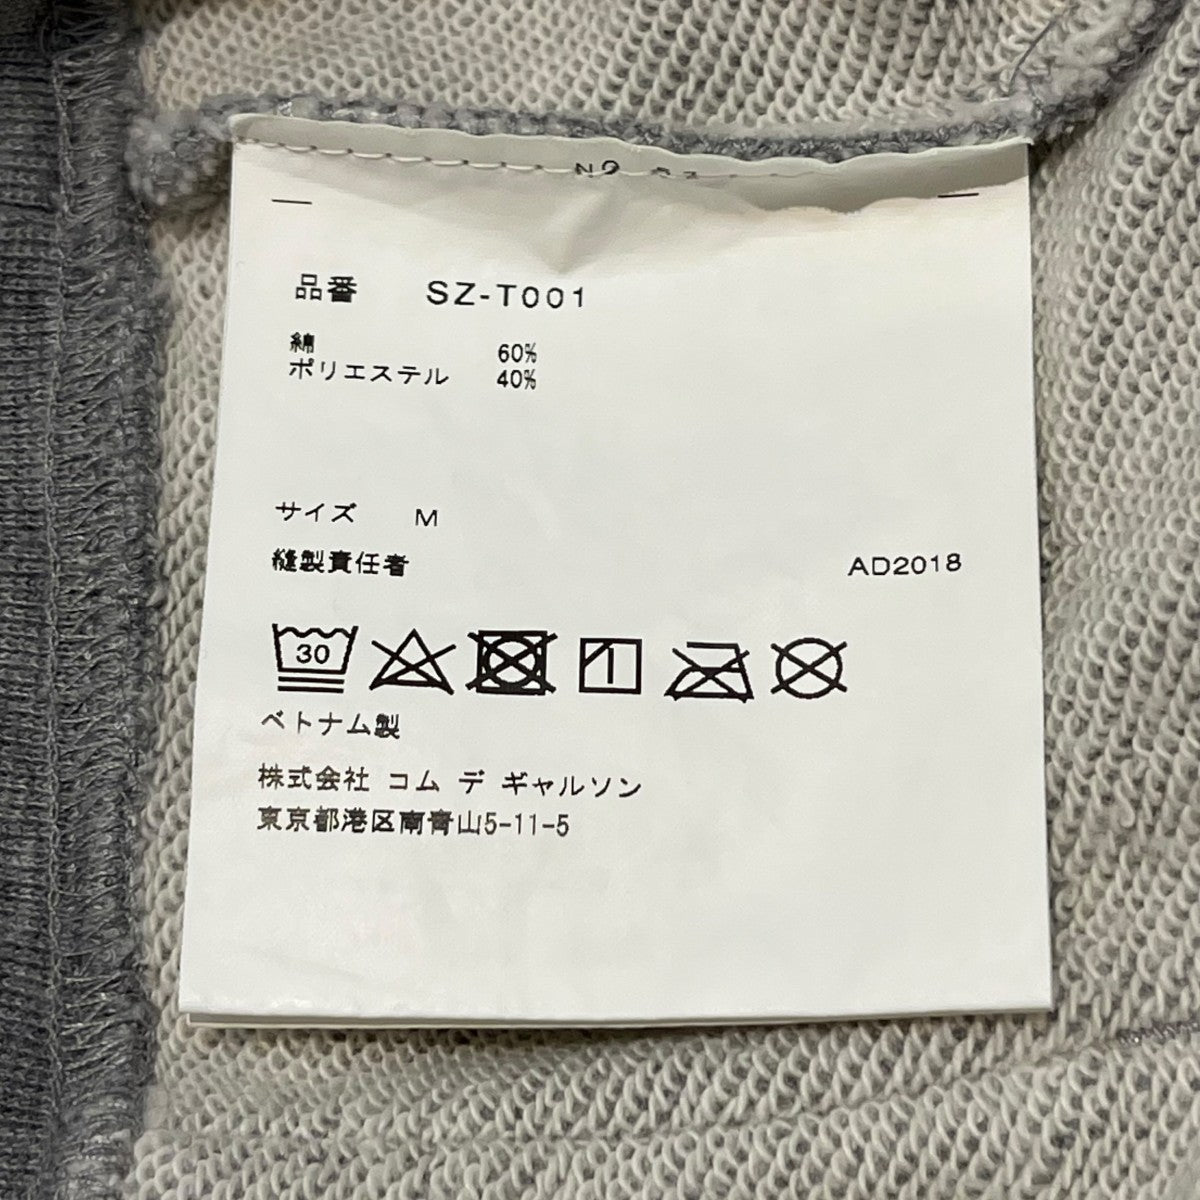 品番 SZ-T001
綿 60%
ポリエステル 40%
サイズ M
縫製責任者 AD2018
30
ベトナム製
株式会社 コム デ ギャルソン
東京都港区南青山5-11-5